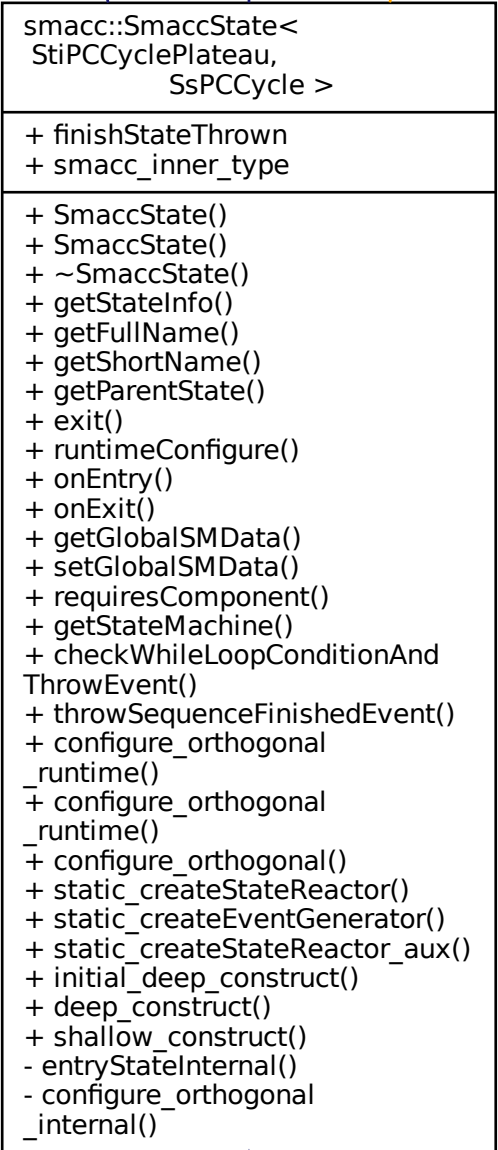 smacc::SmaccState<
StiPCCyclePlateau,
SsPCCycle >
+ finishStateThrown
+ smacc_inner_type
+ SmaccState()
+ SmaccState()
+ ~SmaccState()
+ getStateInfo()
+ getFullName()
+ getShortName()
+ getParentState()
+ exit()
+ runtimeConfigure()
+ onEntry()
+ onExit()
+ getGlobalSMData()
+ setGlobalSMData()
+ requiresComponent()
+ getStateMachine()
+ checkWhileLoopConditionAnd
ThrowEvent()
+ throwSequenceFinishedEvent()
+ configure_orthogonal
_runtime()
+ configure_orthogonal
_runtime()
+ configure_orthogonal()
+ static_createStateReactor()
+ static_createEventGenerator()
+ static_createStateReactor_aux()
+ initial_deep_construct()
+ deep_construct()
+ shallow_construct()
- entryStateInternal()
- configure_orthogonal
_internal()